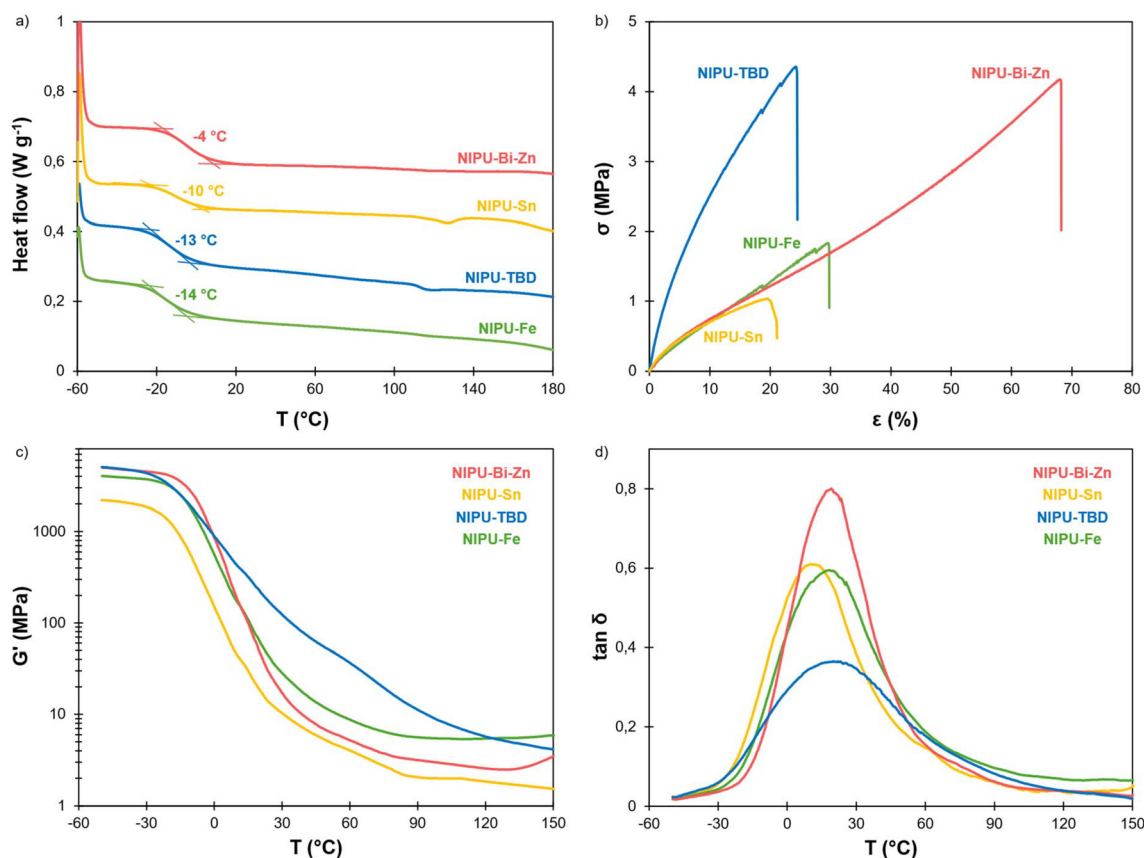 a)
Heat flow (W g⁻¹)
1
0,8
0,6
0,4
0,2
0
-4 °C
NIPU-Bi-Zn
-10 °C
NIPU-Sn
-13 °C
NIPU-TBD
-14 °C
NIPU-Fe
-60 -20 20 60 100 140 180
T (°C)
b)
σ (MPa)
5
4
3
2
1
0
NIPU-TBD
NIPU-Bi-Zn
NIPU-Fe
NIPU-Sn
0 10 20 30 40 50 60 70 80
ε (%)
c)
G' (MPa)
1000
100
10
1
NIPU-Bi-Zn
NIPU-Sn
NIPU-TBD
NIPU-Fe
-60 -30 0 30 60 90 120 150
T (°C)
d)
tan δ
0,8
0,6
0,4
0,2
0
NIPU-Bi-Zn
NIPU-Sn
NIPU-TBD
NIPU-Fe
-60 -30 0 30 60 90 120 150
T (°C)